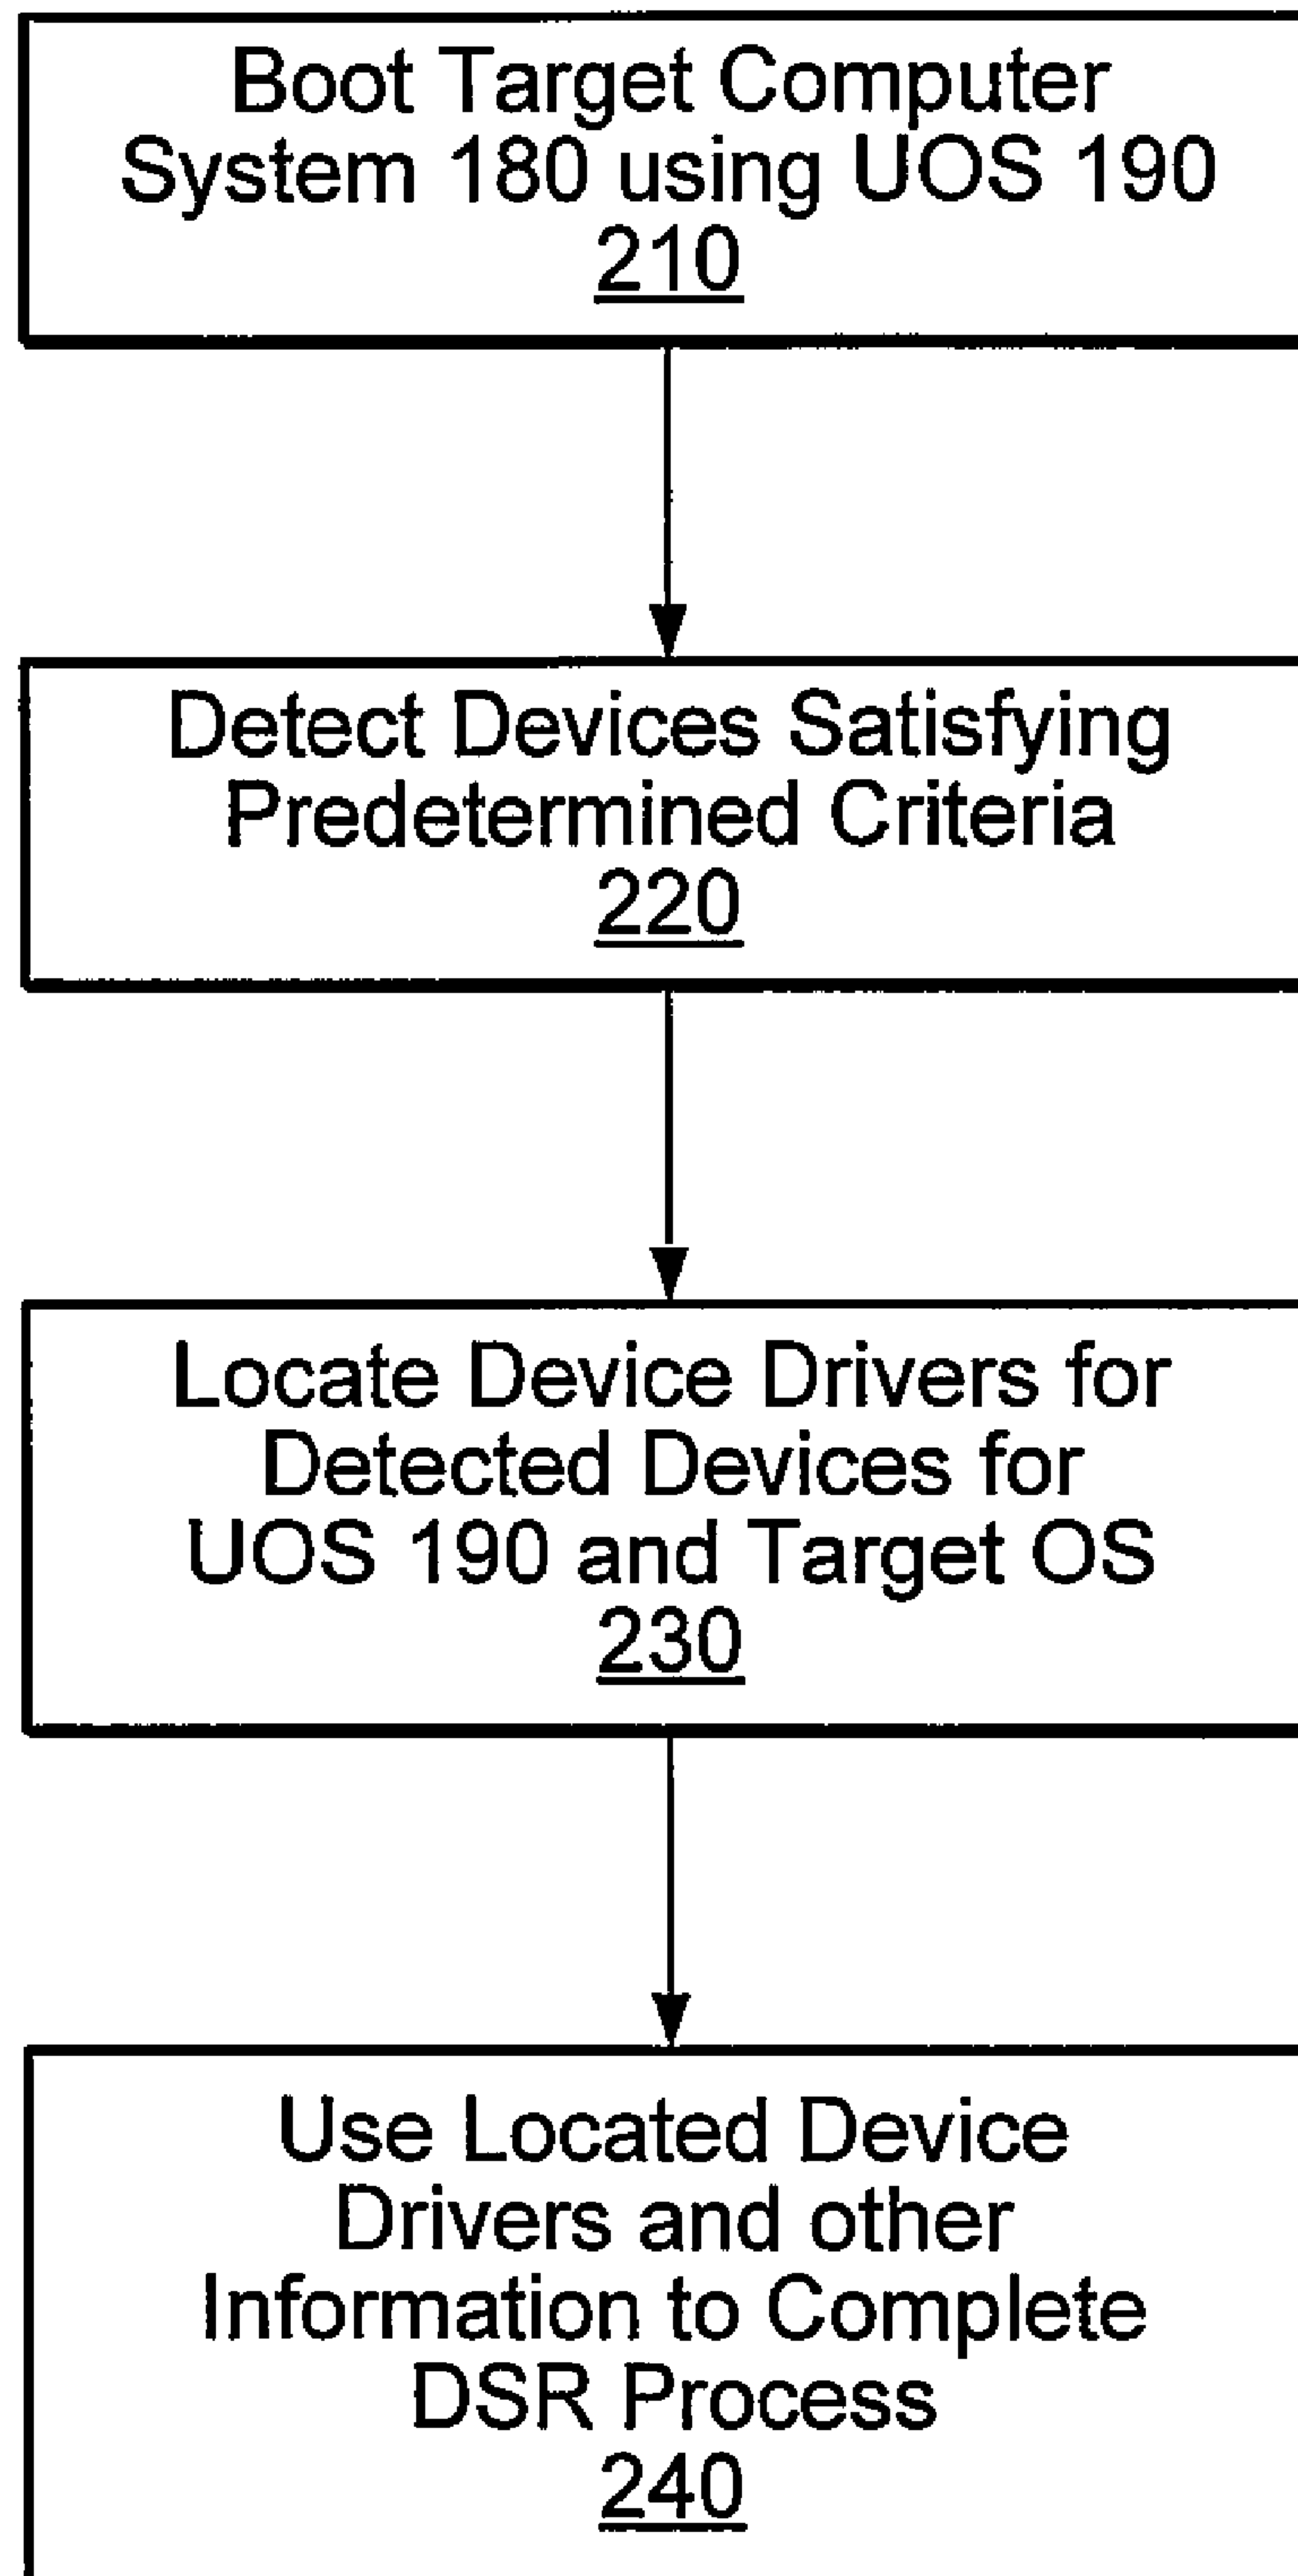 Boot Target Computer
System 180 using UOS 190
210
Detect Devices Satisfying
Predetermined Criteria
220
Locate Device Drivers for
Detected Devices for
UOS 190 and Target OS
230
Use Located Device
Drivers and other
Information to Complete
DSR Process
240